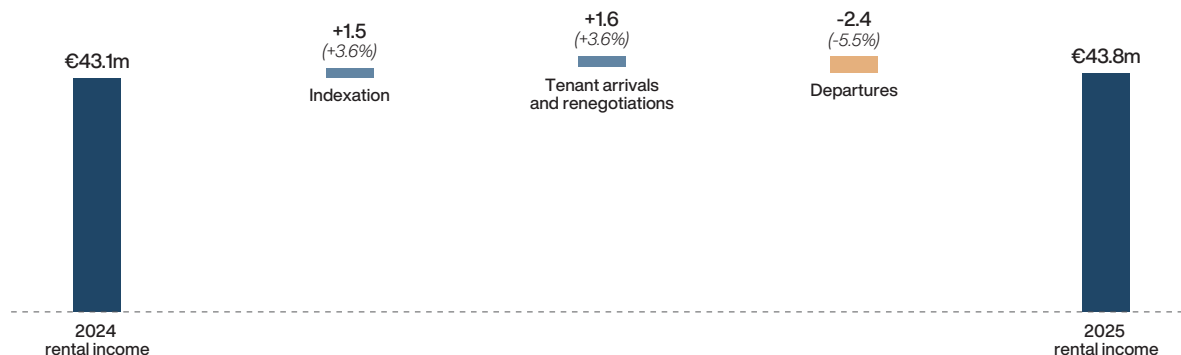 €43.1m
2024
rental income
+1.5
(+3.6%)
Indexation
+1.6
(+3.6%)
Tenant arrivals
and renegotiations
-2.4
(-5.5%)
Departures
€43.8m
2025
rental income